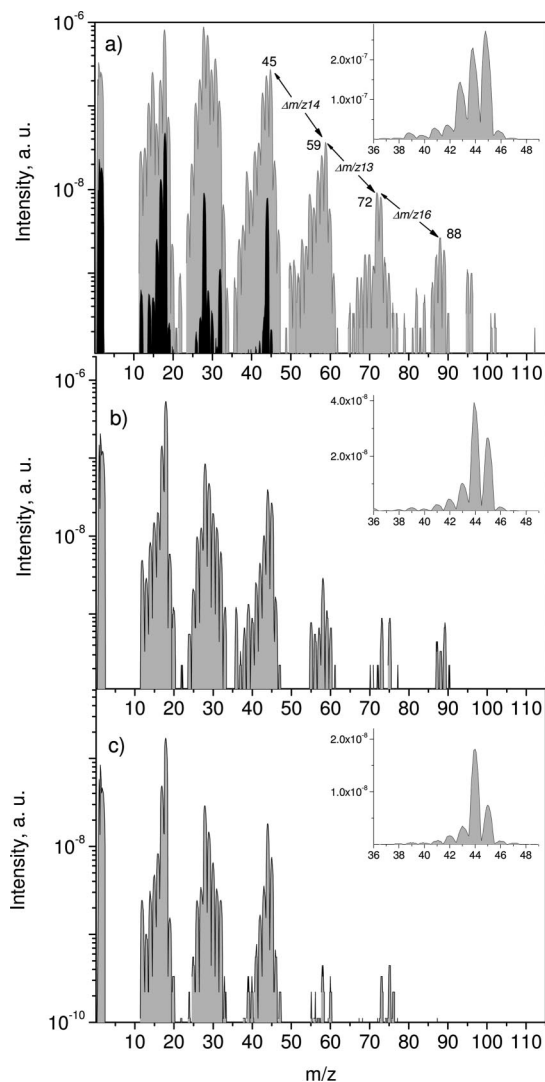 a)
10⁻⁶
10⁻⁸
Intensity, a. u.
45
Δm/z14
59
Δm/z13
72
Δm/z16
88
2.0x10⁻⁷
1.0x10⁻⁷
36 38 40 42 44 46 48
10 20 30 40 50 60 70 80 90 100 110
b)
10⁻⁶
10⁻⁸
Intensity, a. u.
4.0x10⁻⁸
2.0x10⁻⁸
36 38 40 42 44 46 48
10 20 30 40 50 60 70 80 90 100 110
c)
10⁻⁸
10⁻¹⁰
Intensity, a. u.
2.0x10⁻⁸
1.0x10⁻⁸
36 38 40 42 44 46 48
10 20 30 40 50 60 70 80 90 100 110
m/z